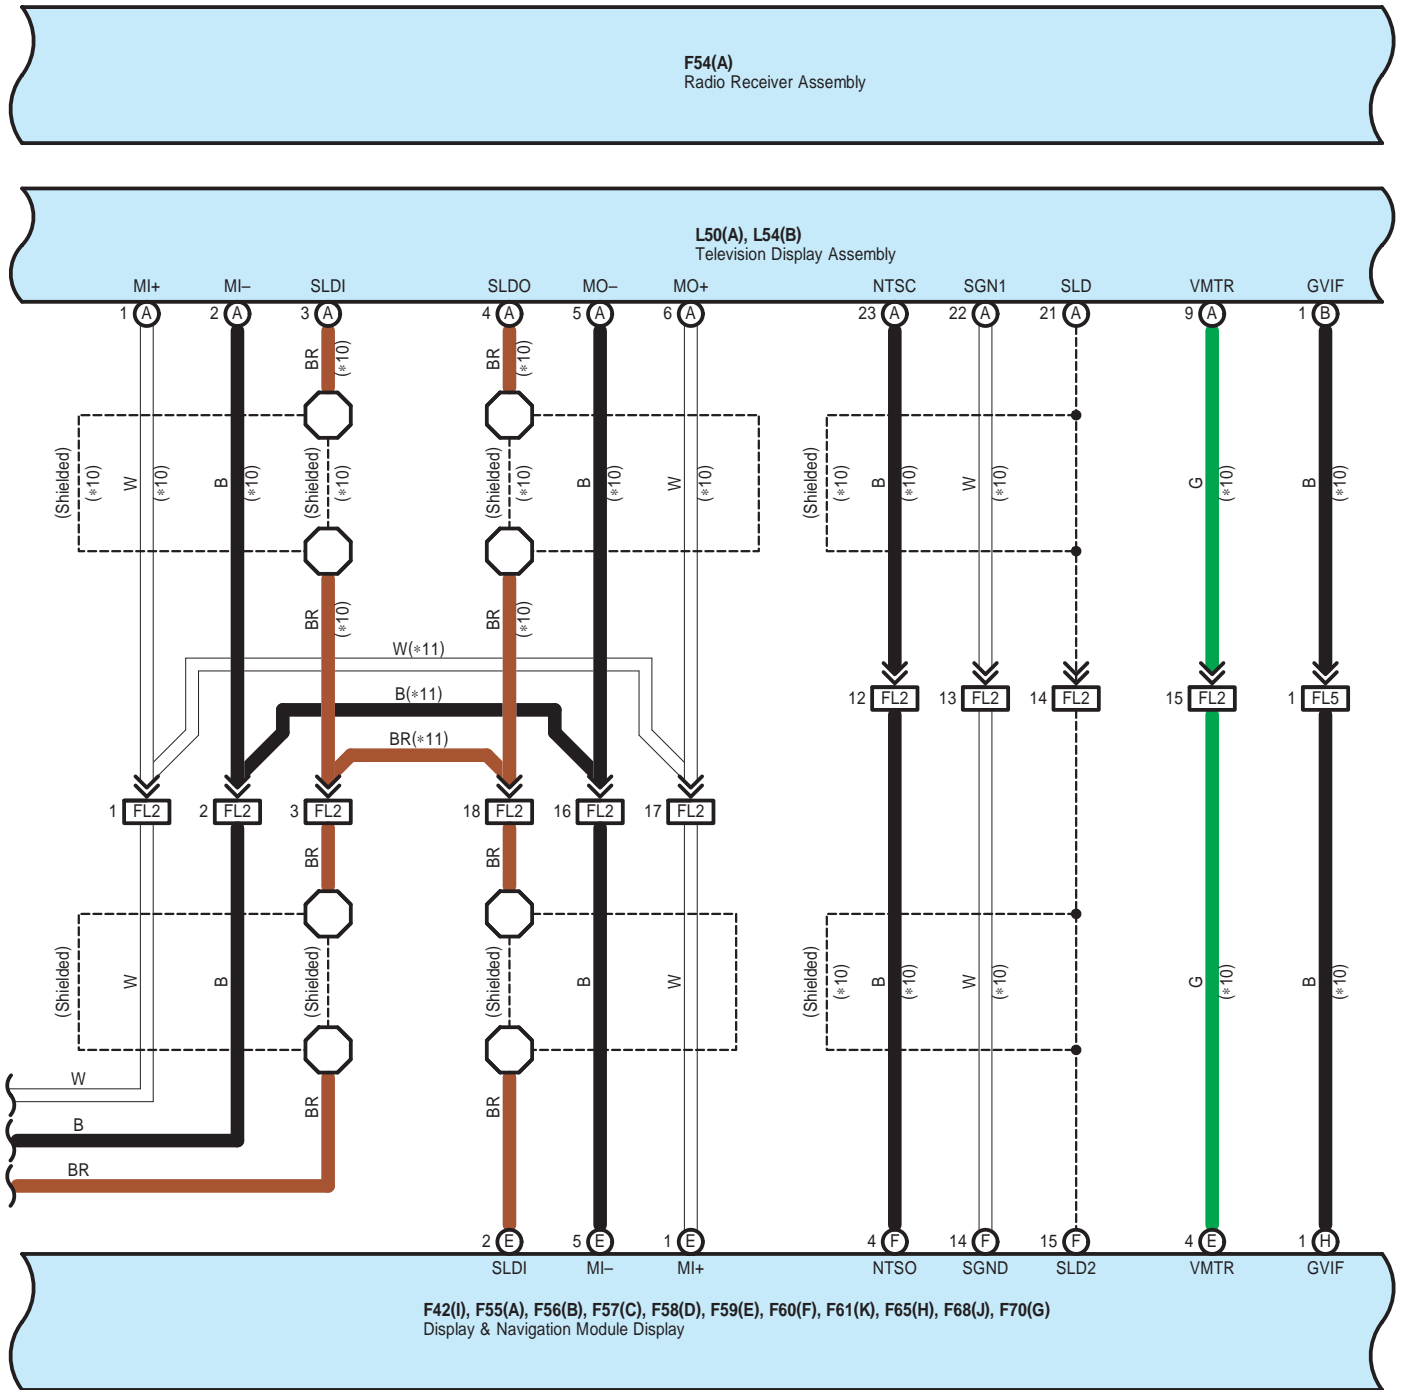 F54(A)
Radio Receiver Assembly
L50(A), L54(B)
Television Display Assembly
MI+ MI– SLDI SLDO MO– MO+ NTSC SGN1 SLD VMTR GVIF
1 A 2 A 3 A 4 A 5 A 6 A 23 A 22 A 21 A 9 A 1 B
BR (*10) BR (*10)
(Shielded) (*10) W (*10) B (*10) (Shielded) (*10) (Shielded) (*10) B (*10) W (*10) (Shielded) (*10) B (*10) W (*10) G (*10) B (*10)
BR (*10) BR (*10)
W(*11)
B(*11)
12 FL2 13 FL2 14 FL2 15 FL2 1 FL5
BR(*11)
1 FL2 2 FL2 3 FL2 18 FL2 16 FL2 17 FL2
BR BR
(Shielded) W B (Shielded) (Shielded) B W (Shielded) (*10) B (*10) W (*10) G (*10) B (*10)
W
BR BR
B
BR
2 E 5 E 1 E 4 F 14 F 15 F 4 E 1 H
SLDI MI– MI+ NTSO SGND SLD2 VMTR GVIF
F42(I), F55(A), F56(B), F57(C), F58(D), F59(E), F60(F), F61(K), F65(H), F68(J), F70(G)
Display & Navigation Module Display